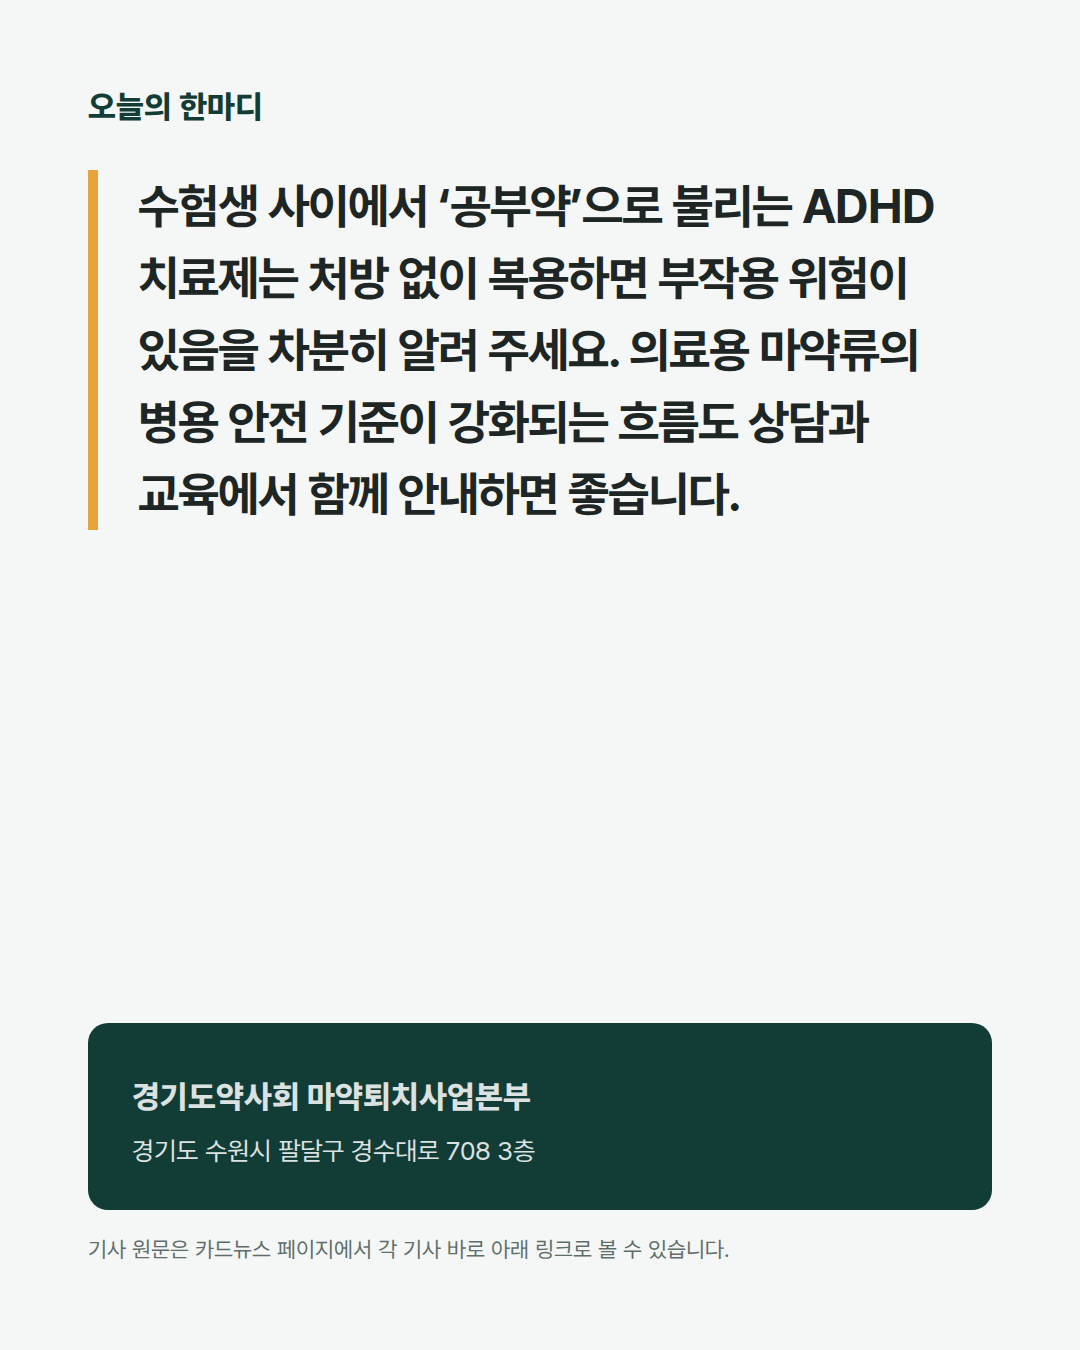 오늘의 한마디
수험생 사이에서 ‘공부약’으로 불리는 ADHD
치료제는 처방 없이 복용하면 부작용 위험이
있음을 차분히 알려 주세요. 의료용 마약류의
병용 안전 기준이 강화되는 흐름도 상담과
교육에서 함께 안내하면 좋습니다.
경기도약사회 마약퇴치사업본부
경기도 수원시 팔달구 경수대로 708 3층
기사 원문은 카드뉴스 페이지에서 각 기사 바로 아래 링크로 볼 수 있습니다.